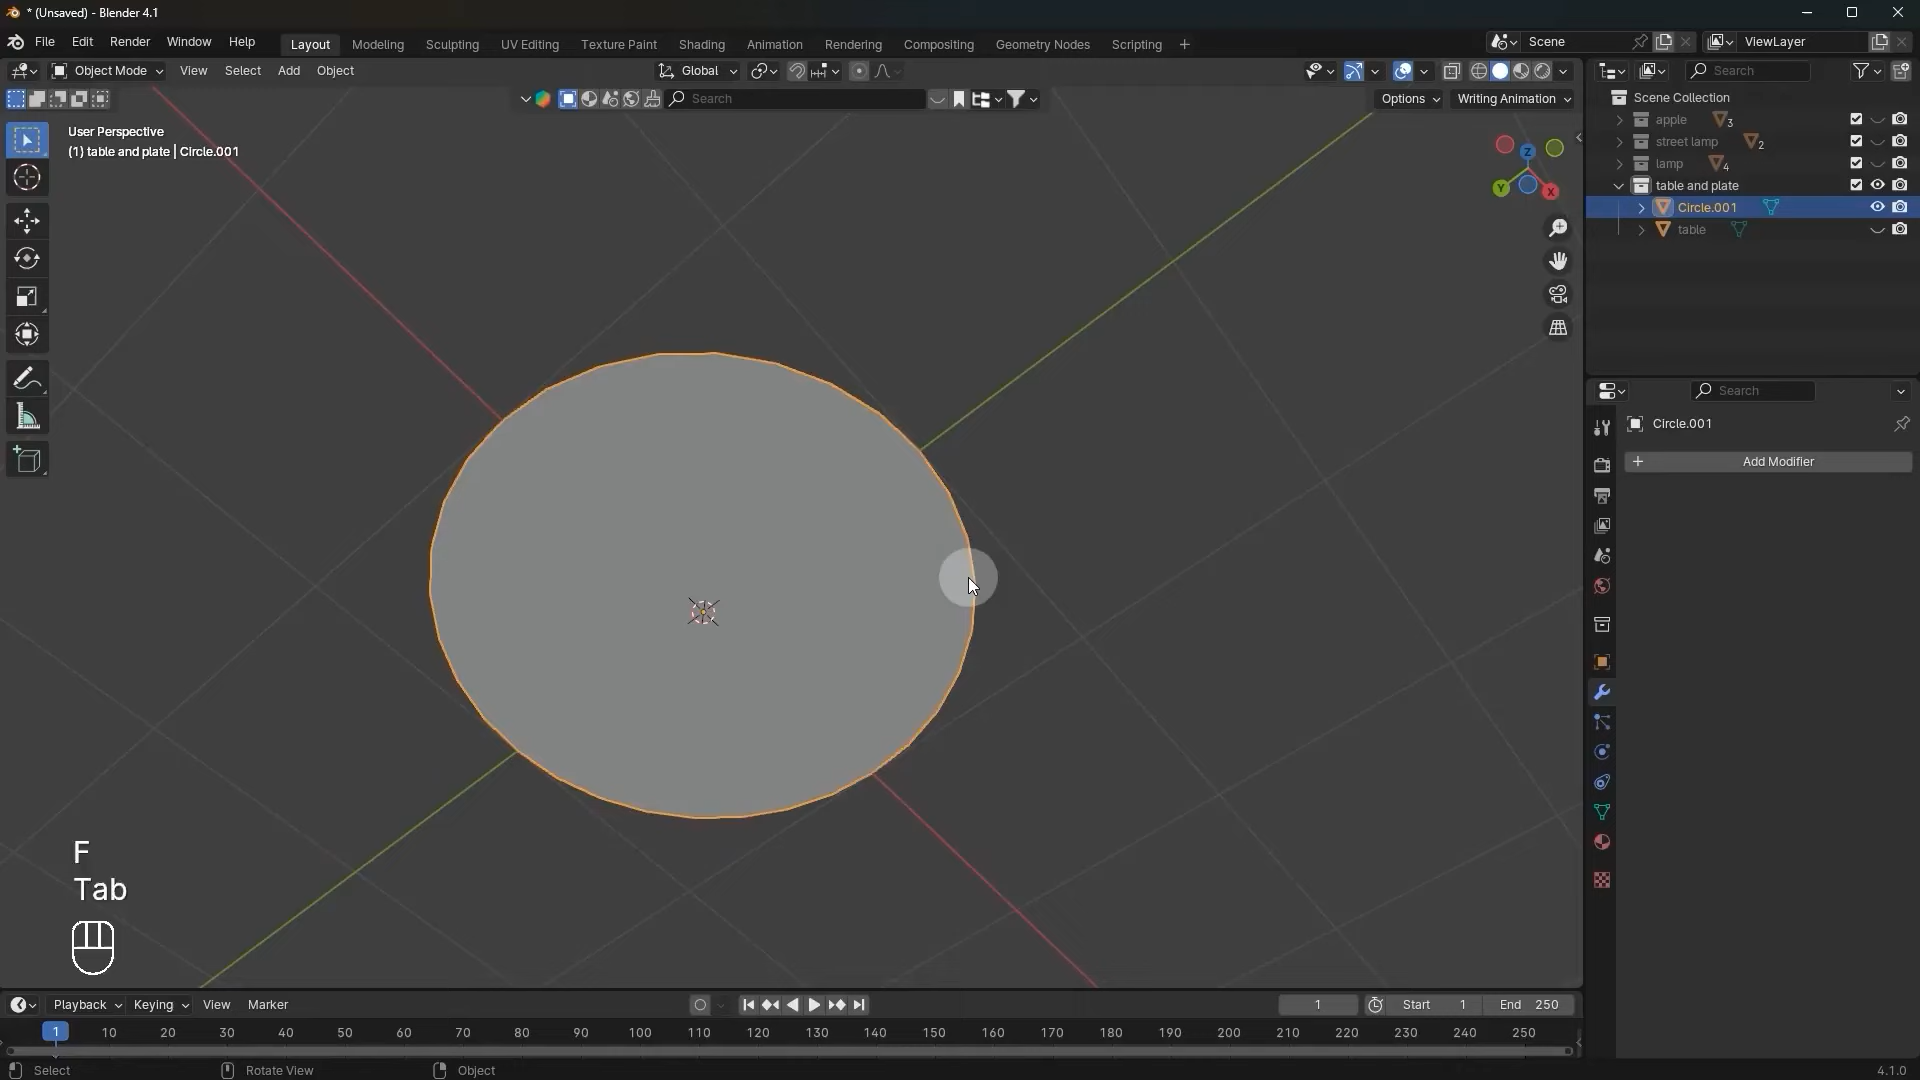 * (Unsaved) - Blender 4.1
File Edit Render Window Help Layout Modeling Sculpting UV Editing Texture Paint Shading Animation Rendering Compositing Geometry Nodes Scripting + Scene ViewLayer
Object Mode View Select Add Object Global Search
Search Options Writing Animation
User Perspective
(1) table and plate | Circle.001
Scene Collection
apple 3
street lamp 2
lamp 4
table and plate
Circle.001
table
Z
Y
X
Search
Circle.001
+ Add Modifier
F
Tab
Playback Keying View Marker 1 Start 1 End 250
1 10 20 30 40 50 60 70 80 90 100 110 120 130 140 150 160 170 180 190 200 210 220 230 240 250
Select Rotate View Object 4.1.0